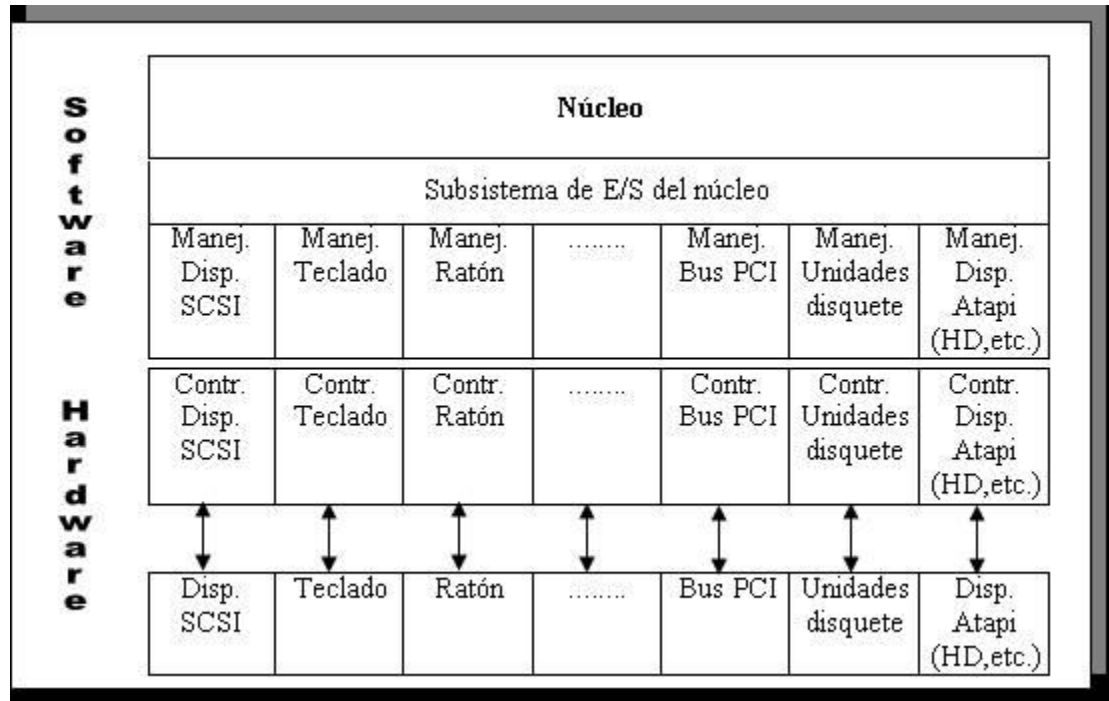 Software
Núcleo
Subsistema de E/S del núcleo
Manej. Disp. SCSI
Manej. Teclado
Manej. Ratón
........
Manej. Bus PCI
Manej. Unidades disquete
Manej. Disp. Atapi (HD,etc.)
Hardware
Contr. Disp. SCSI
Contr. Teclado
Contr. Ratón
........
Contr. Bus PCI
Contr. Unidades disquete
Contr. Disp. Atapi (HD,etc.)
Disp. SCSI
Teclado
Ratón
........
Bus PCI
Unidades disquete
Disp. Atapi (HD,etc.)